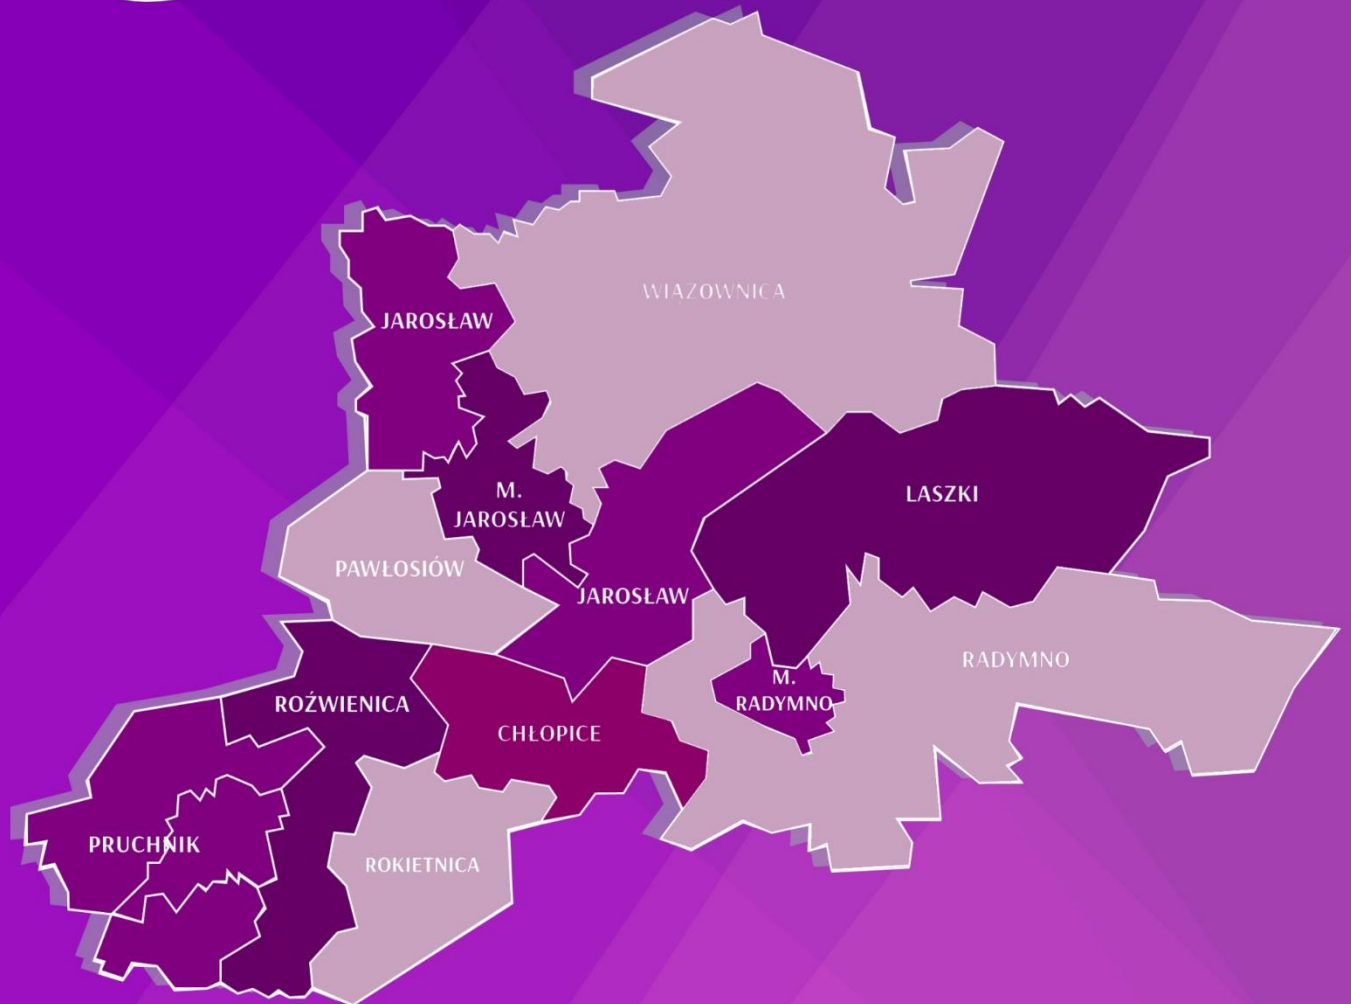 WIĄZOWNICA
JAROSŁAW
M.
JAROSŁAW
LASZKI
PAWŁOSIÓW
JAROSŁAW
RADYMNO
M.
RADYMNO
ROŹWIENICA
CHŁOPICE
PRUCHNIK
ROKIETNICA